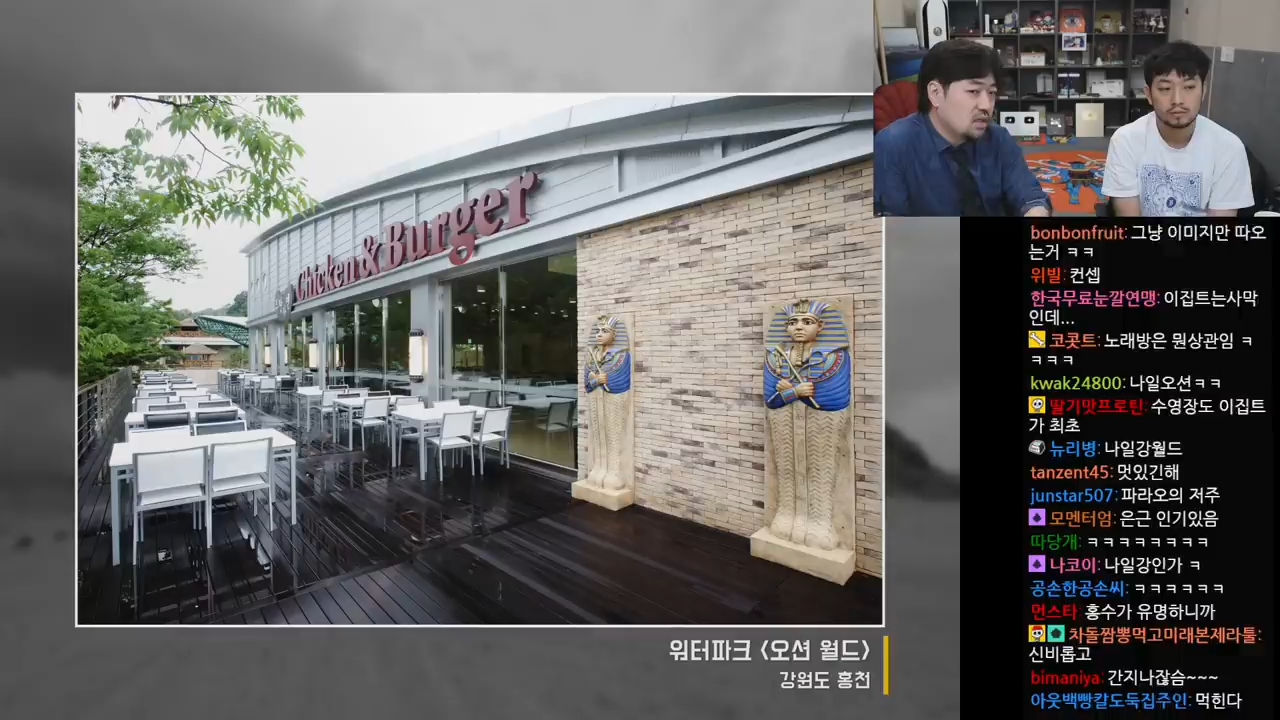 Chicken & Burger
워터파크 <오션 월드>
강원도 홍천
bonbonfruit: 그냥 이미지만 따오
는거 ㅋㅋ
위빌: 컨셉
한국무료눈깔연맹: 이집트는사막
인데...
코콧트: 노래방은 뭔상관임 ㅋ
ㅋㅋㅋ
kwak24800: 나일오션ㅋㅋ
딸기맛프로틴: 수영장도 이집트
가 최초
뉴리병: 나일강월드
tanzent45: 멋있긴해
junstar507: 파라오의 저주
모멘터엄: 은근 인기있음
따당개: ㅋㅋㅋㅋㅋㅋㅋㅋ
나코이: 나일강인가 ㅋ
공손한공손씨: ㅋㅋㅋㅋㅋㅋ
먼스타: 홍수가 유명하니까
차돌짬뽕먹고미래본제라툴:
신비롭고
bimaniya: 간지나잖슴~~~
아웃백빵칼도둑집주인: 먹힌다